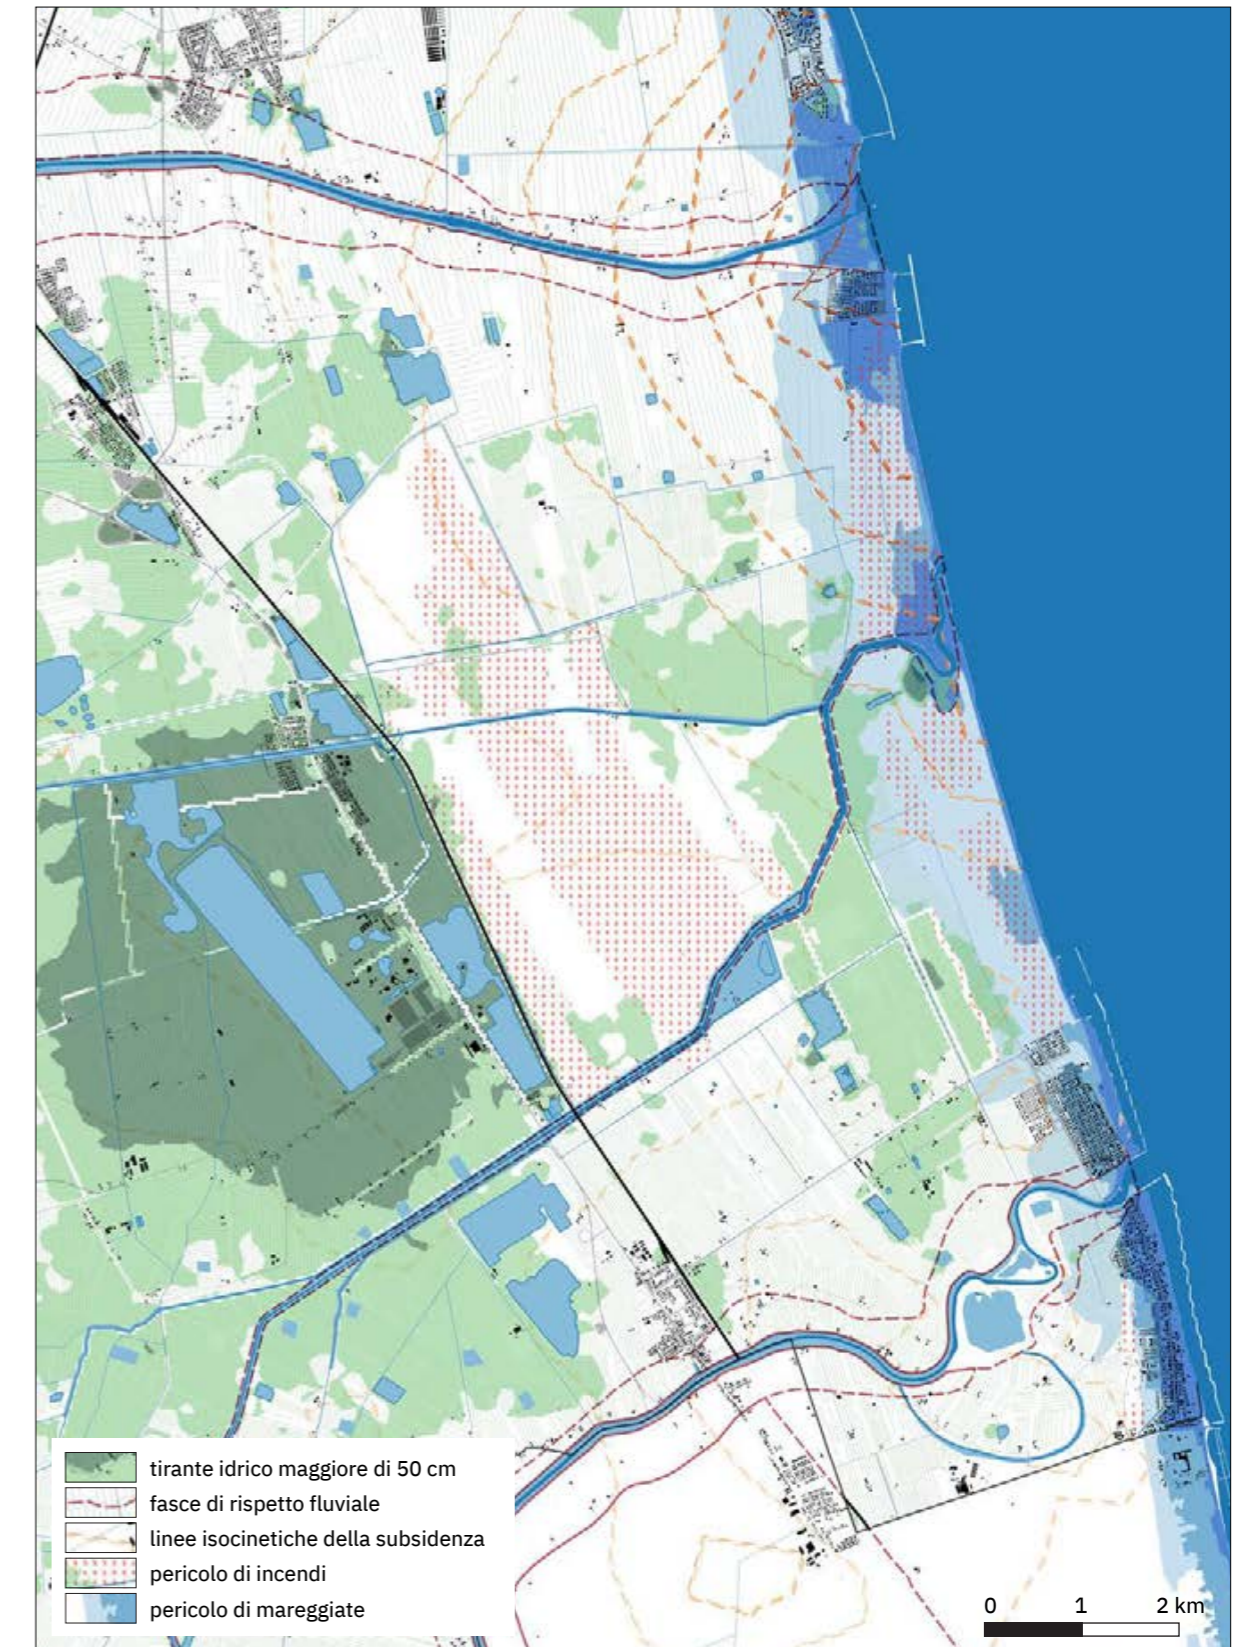 tirante idrico maggiore di 50 cm
fasce di rispetto fluviale
linee isocinetiche della subsidenza
pericolo di incendi
pericolo di mareggiate
0 1 2 km